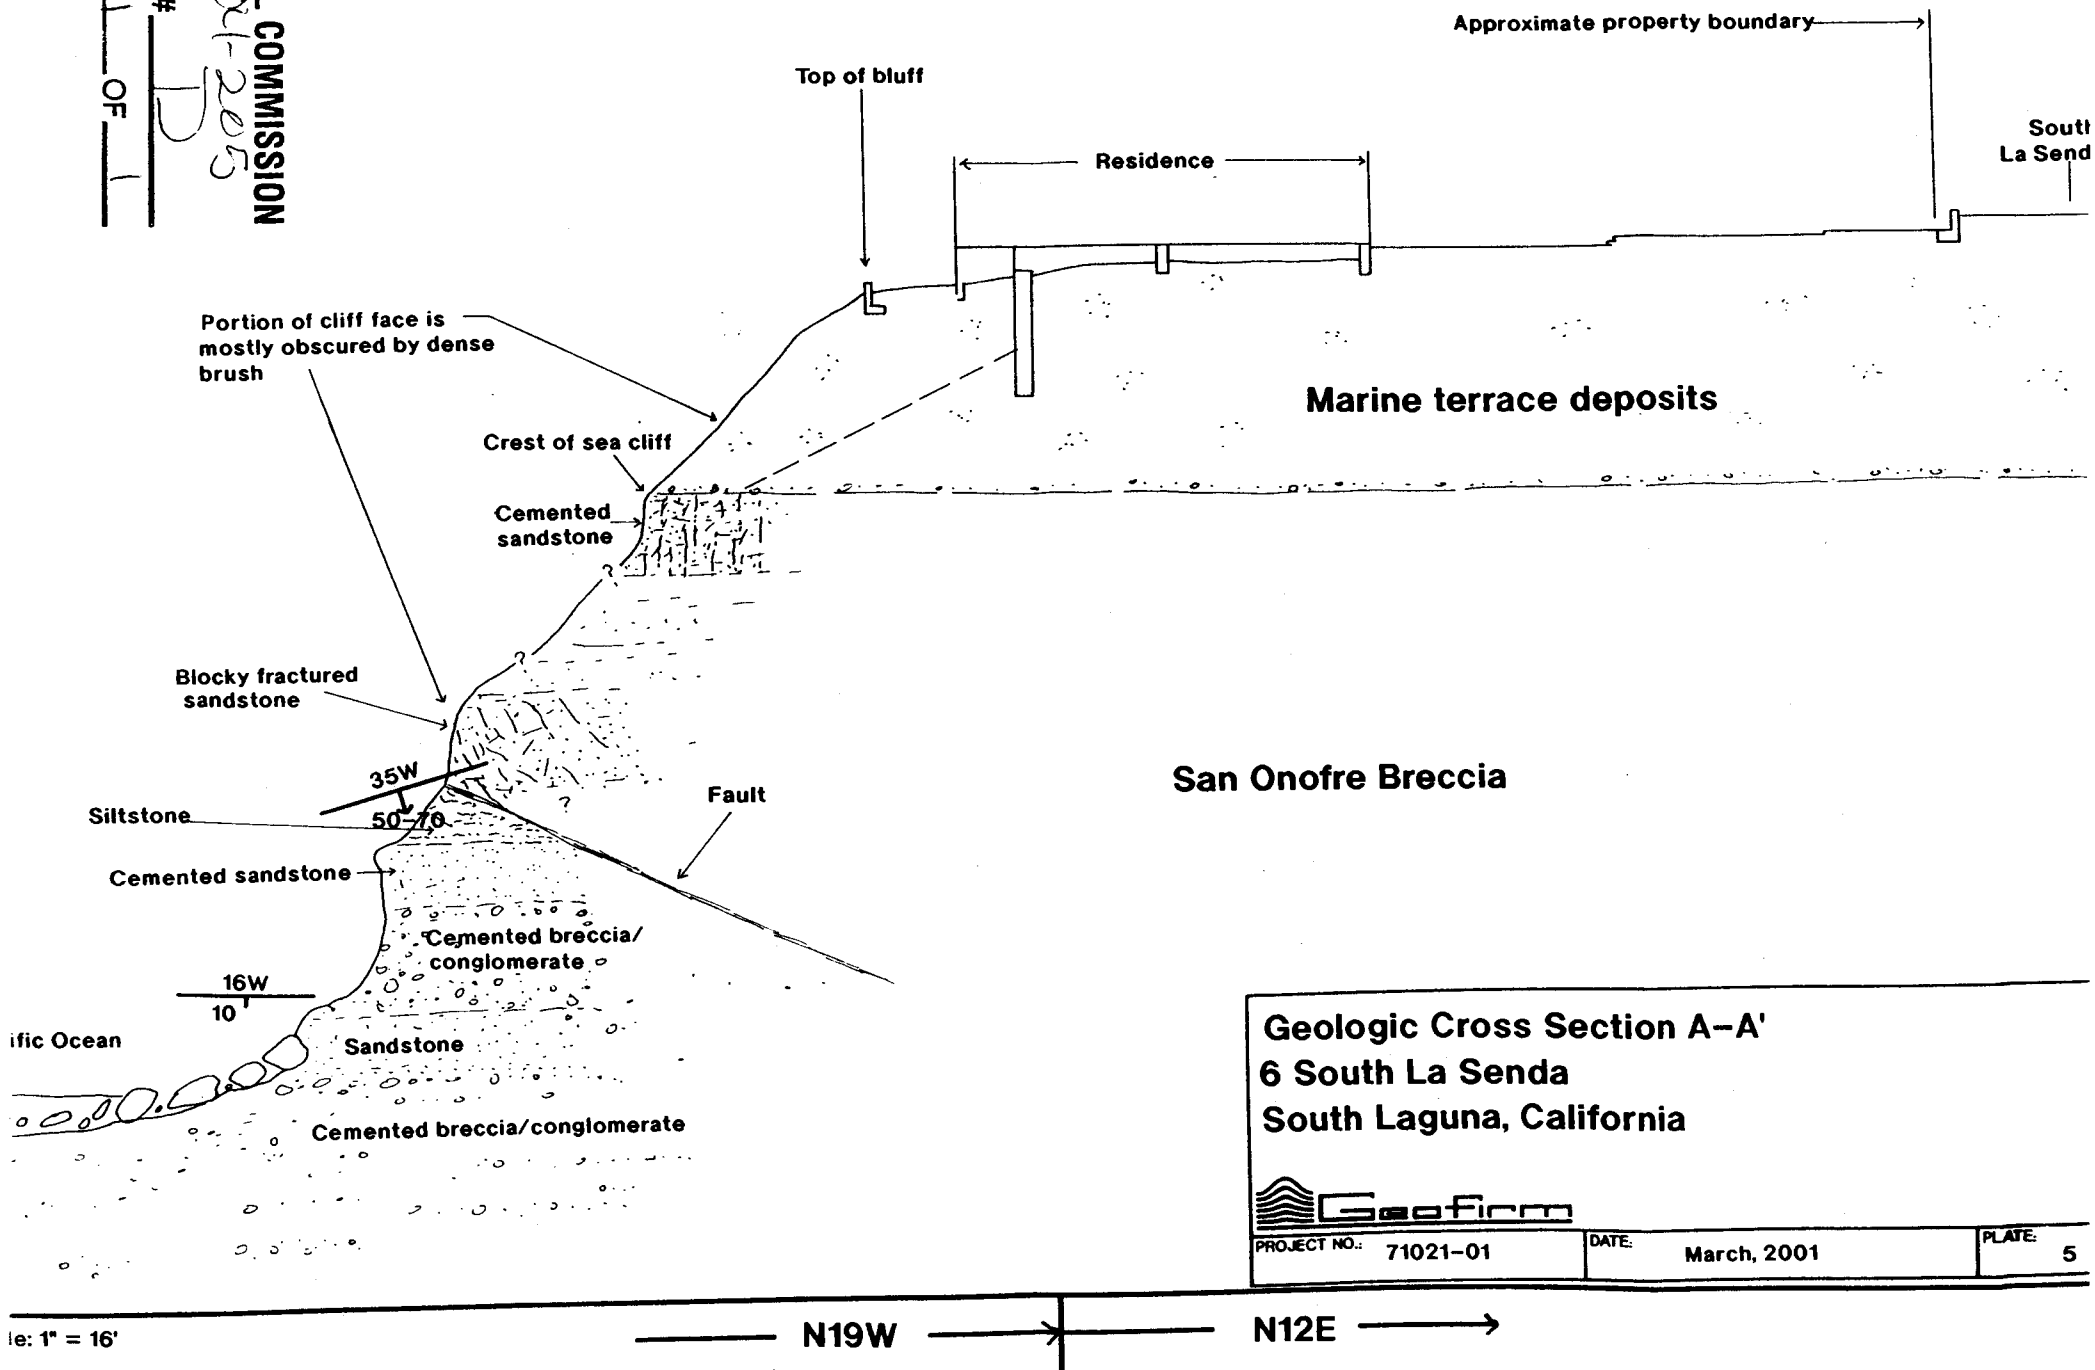 COMMISSION
#
OF
Approximate property boundary
Top of bluff
South
La Send
Residence
Portion of cliff face is
mostly obscured by dense
brush
Marine terrace deposits
Crest of sea cliff
Cemented
sandstone
?
?
Blocky fractured
sandstone
35W
50-70
San Onofre Breccia
Siltstone
?
Fault
Cemented sandstone
Cemented breccia/
conglomerate
16W
10
ific Ocean
Sandstone
Cemented breccia/conglomerate
Geologic Cross Section A-A'
6 South La Senda
South Laguna, California
Geofirm
PROJECT NO.: 71021-01
DATE: March, 2001
PLATE: 5
le: 1" = 16'
N19W
N12E